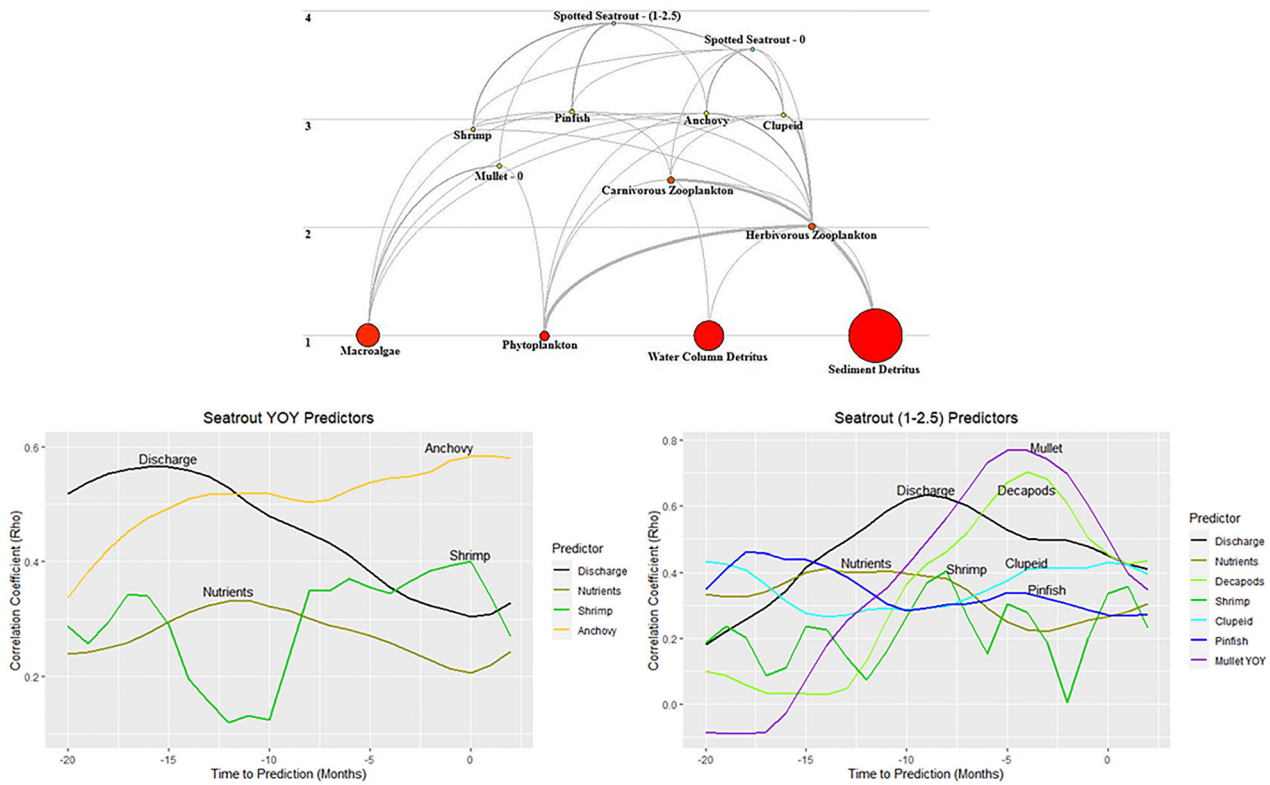 4
Spotted Seatrout - (1-2.5)
Spotted Seatrout - 0
3
Shrimp
Pinfish
Anchovy
Clupeid
Mullet - 0
Carnivorous Zooplankton
2
Herbivorous Zooplankton
1
Macroalgae
Phytoplankton
Water Column Detritus
Sediment Detritus
Seatrout YOY Predictors
Correlation Coefficient (Rho)
0.6
0.4
0.2
Discharge
Anchovy
Nutrients
Shrimp
-20 -15 -10 -5 0
Time to Prediction (Months)
Predictor
Discharge
Nutrients
Shrimp
Anchovy
Seatrout (1-2.5) Predictors
Correlation Coefficient (Rho)
0.8
0.6
0.4
0.2
0.0
Mullet
Discharge
Decapods
Nutrients
Shrimp
Clupeid
Pinfish
-20 -15 -10 -5 0
Time to Prediction (Months)
Predictor
Discharge
Nutrients
Decapods
Shrimp
Clupeid
Pinfish
Mullet YOY